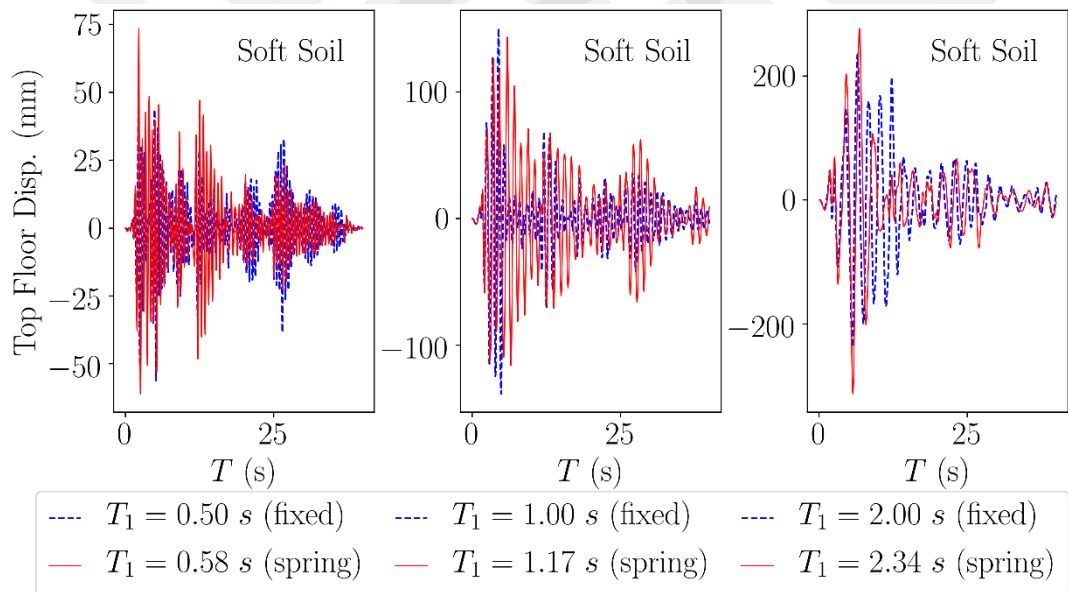 Top Floor Disp. (mm)
75
50
25
0
−25
−50
Soft Soil
0
25
T (s)
100
0
−100
Soft Soil
0
25
T (s)
200
0
−200
Soft Soil
0
25
T (s)
T₁ = 0.50 s (fixed)
T₁ = 0.58 s (spring)
T₁ = 1.00 s (fixed)
T₁ = 1.17 s (spring)
T₁ = 2.00 s (fixed)
T₁ = 2.34 s (spring)